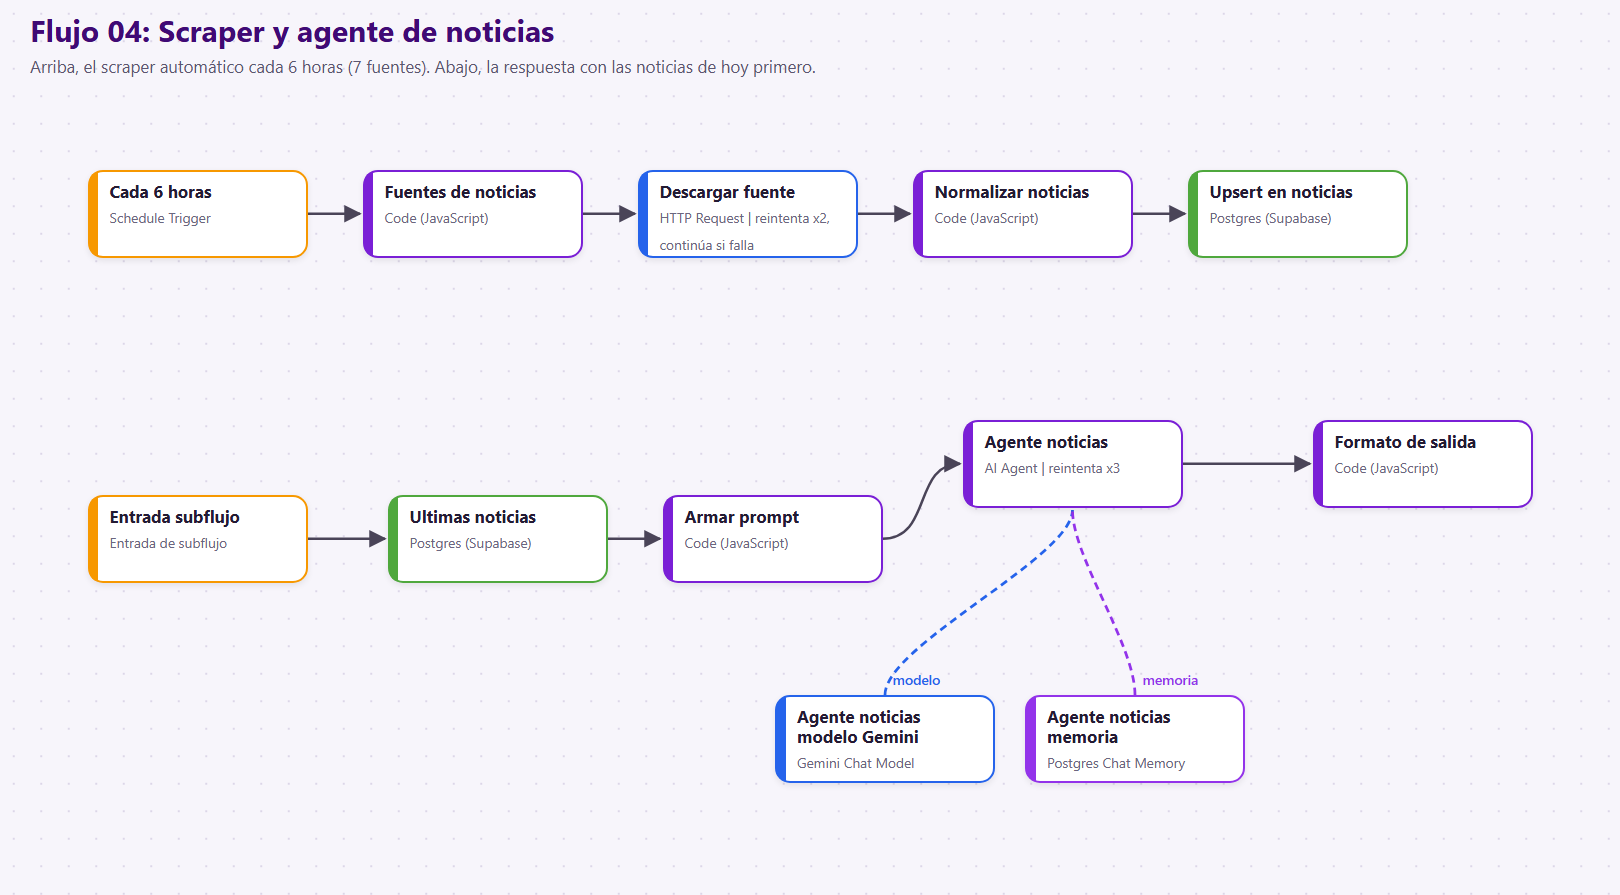 Flujo 04: Scraper y agente de noticias
Arriba, el scraper automático cada 6 horas (7 fuentes). Abajo, la respuesta con las noticias de hoy primero.
Cada 6 horas
Schedule Trigger
Fuentes de noticias
Code (JavaScript)
Descargar fuente
HTTP Request | reintenta x2,
continúa si falla
Normalizar noticias
Code (JavaScript)
Upsert en noticias
Postgres (Supabase)
Entrada subflujo
Entrada de subflujo
Ultimas noticias
Postgres (Supabase)
Armar prompt
Code (JavaScript)
Agente noticias
AI Agent | reintenta x3
Formato de salida
Code (JavaScript)
modelo
memoria
Agente noticias
modelo Gemini
Gemini Chat Model
Agente noticias
memoria
Postgres Chat Memory